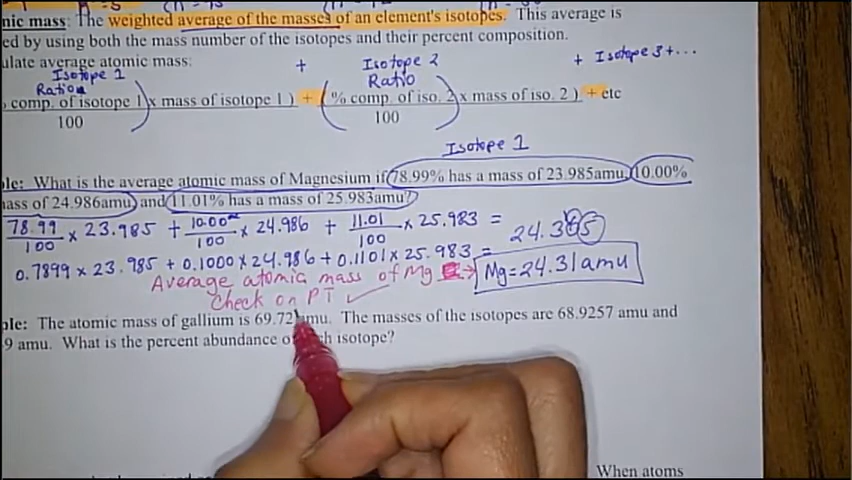 nic mass: The weighted average of the masses of an element's isotopes. This average is
ed by using both the mass number of the isotopes and their percent composition.
ulate average atomic mass:
Isotope 1 + Isotope 2 + Isotope 3 + ...
Ratio Ratio
% comp. of isotope 1 x mass of isotope 1 ) + ( % comp. of iso. 2 x mass of iso. 2 ) + etc
100 100
Isotope 1
ple: What is the average atomic mass of Magnesium if 78.99% has a mass of 23.985amu, 10.00%
mass of 24.986amu, and 11.01% has a mass of 25.983amu?
78.99/100 x 23.985 + 10.00/100 x 24.986 + 11.01/100 x 25.983 =
0.7899 x 23.985 + 0.1000 x 24.986 + 0.1101 x 25.983 =
Average atomic mass of Mg → Mg = 24.31 amu
Check on PT ✓
ple: The atomic mass of gallium is 69.72 amu. The masses of the isotopes are 68.9257 amu and
9 amu. What is the percent abundance of isotope?
When atoms